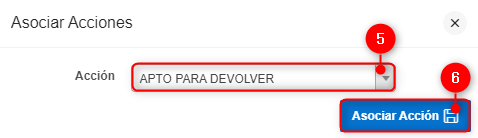 Asociar Acciones
5
Acción
APTO PARA DEVOLVER
6
Asociar Acción